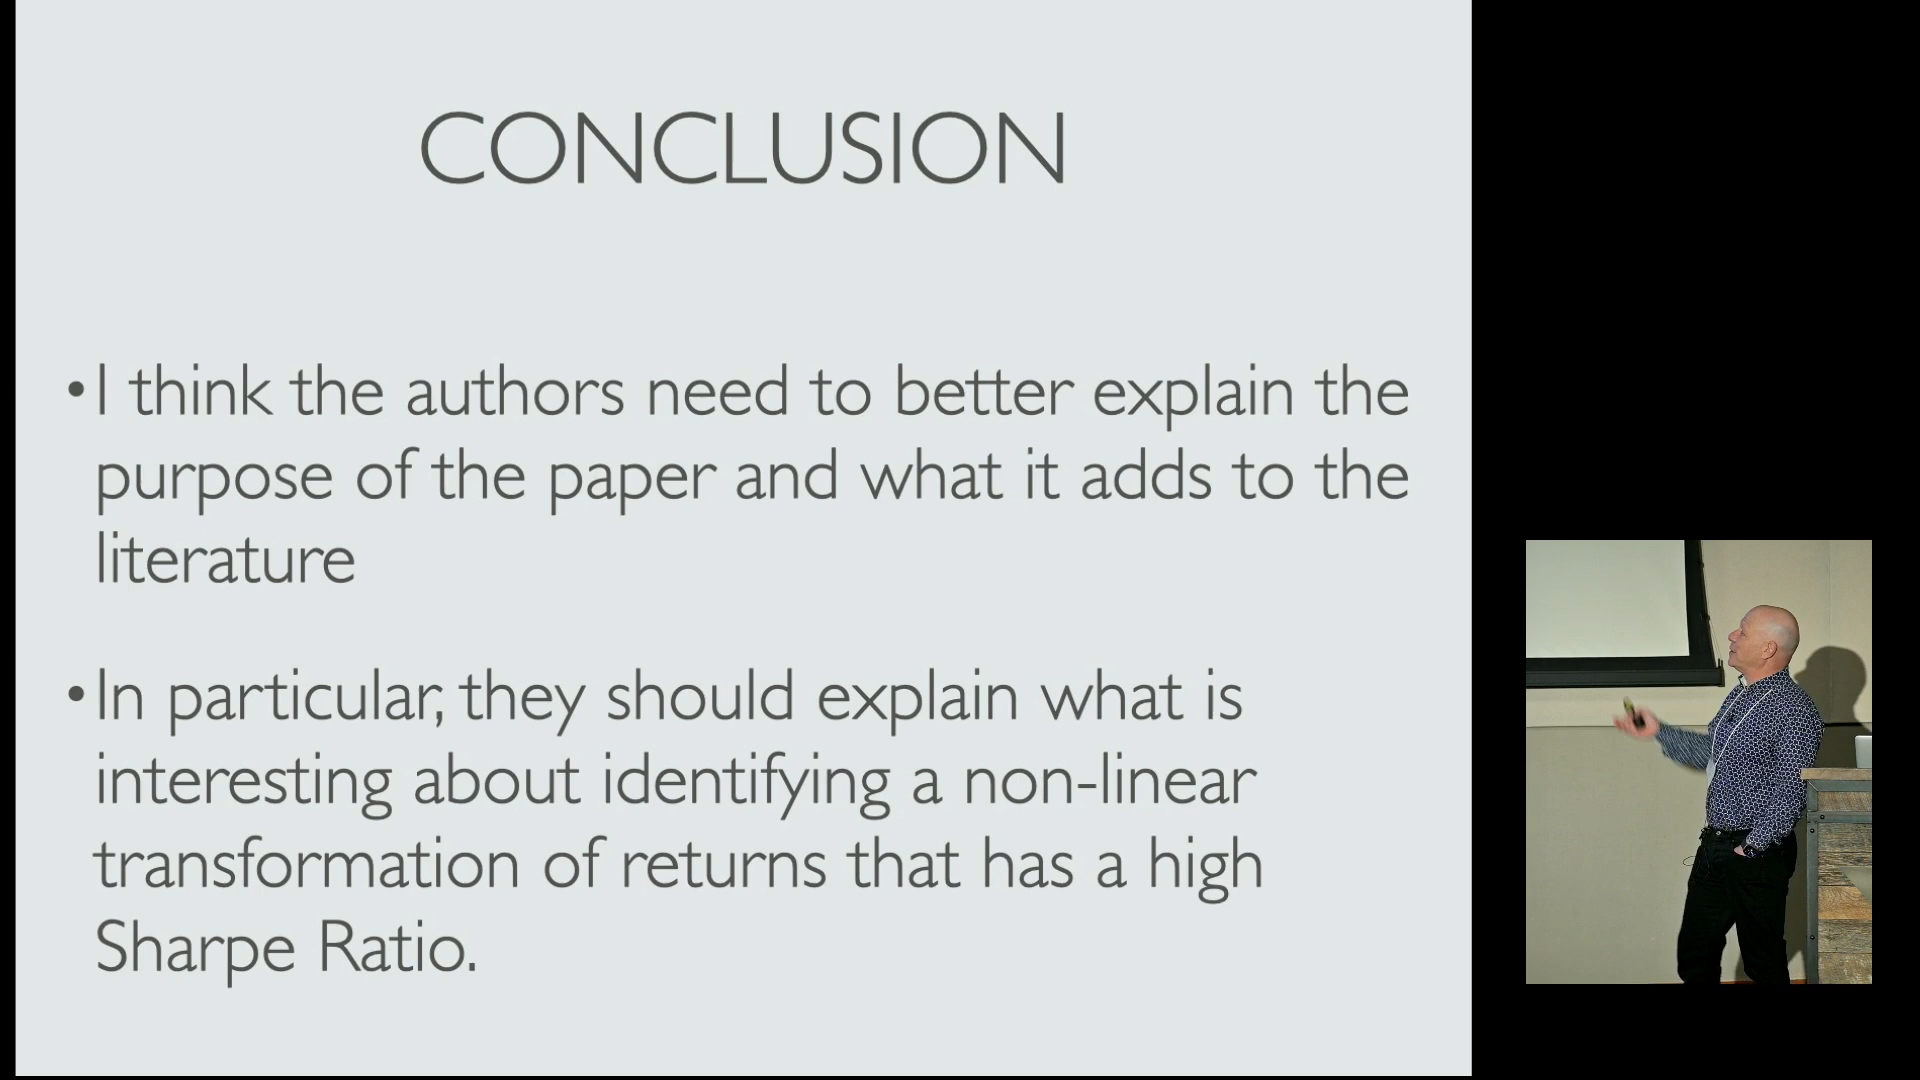 CONCLUSION
• I think the authors need to better explain the
purpose of the paper and what it adds to the
literature
• In particular, they should explain what is
interesting about identifying a non-linear
transformation of returns that has a high
Sharpe Ratio.